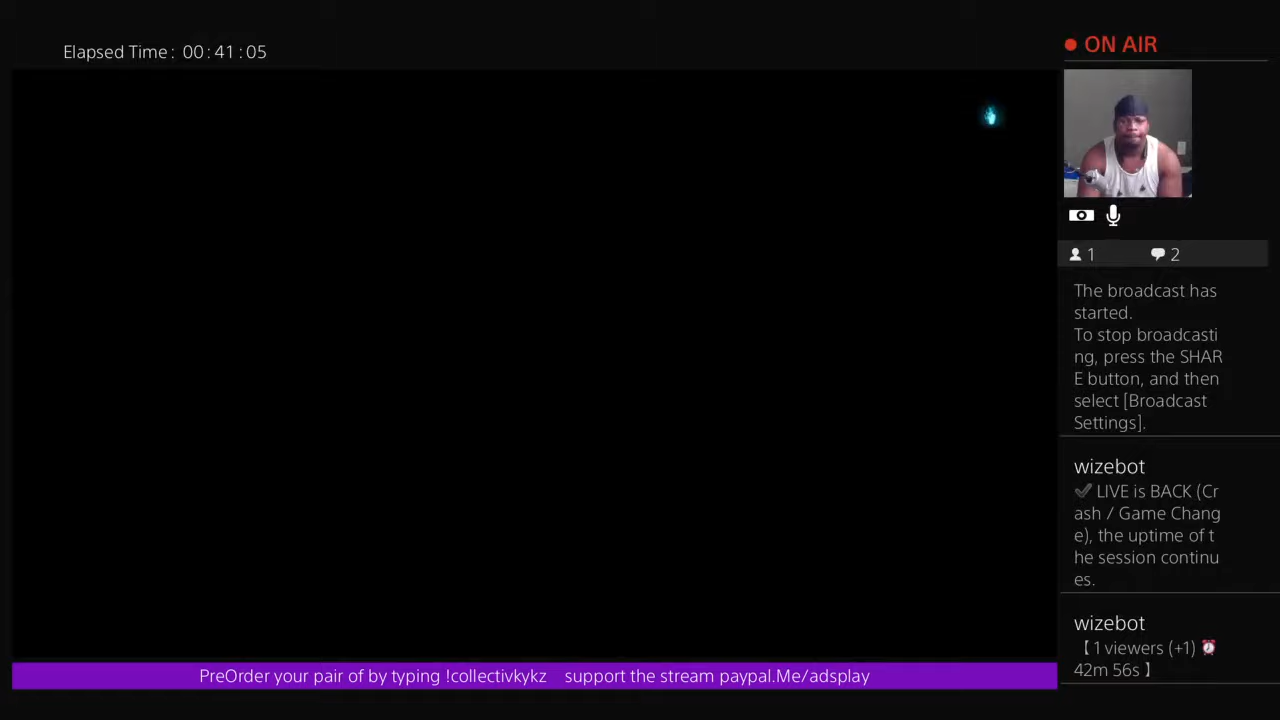 Elapsed Time: 00:41:05
ON AIR
1 2
The broadcast has
started.
To stop broadcasti
ng, press the SHAR
E button, and then
select [Broadcast
Settings].
wizebot
✔ LIVE is BACK (Cr
ash / Game Chang
e), the uptime of t
he session continu
es.
wizebot
【 1 viewers (+1) ⏰
42m 56s 】
PreOrder your pair of by typing !collectivkykz support the stream paypal.Me/adsplay